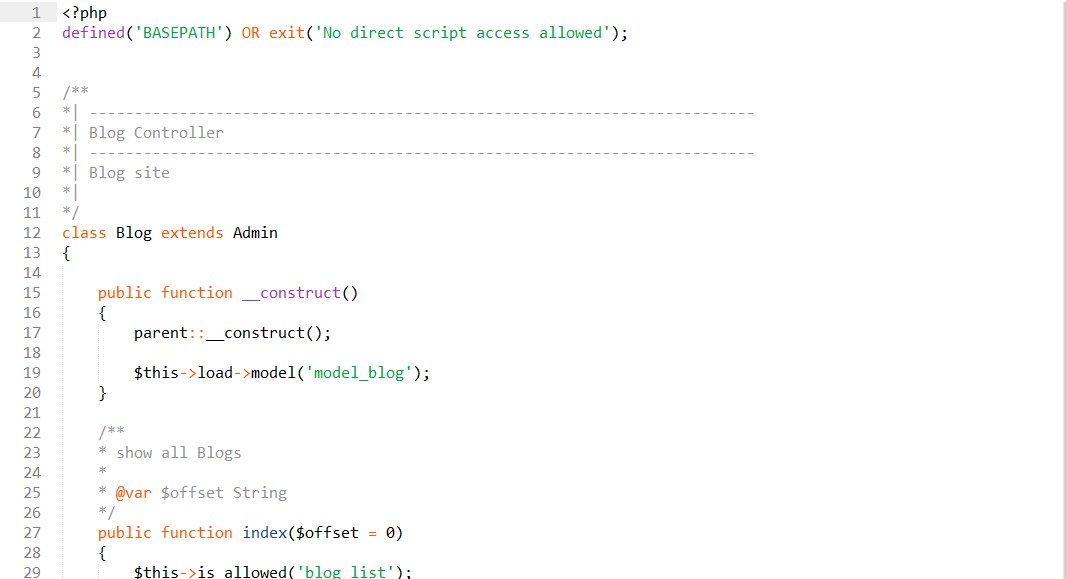 1 <?php
2 defined('BASEPATH') OR exit('No direct script access allowed');
3
4
5 /**
6 *| --------------------------------------------------------------------------
7 *| Blog Controller
8 *| --------------------------------------------------------------------------
9 *| Blog site
10 *|
11 */
12 class Blog extends Admin
13 {
14
15     public function __construct()
16     {
17         parent::__construct();
18
19         $this->load->model('model_blog');
20     }
21
22     /**
23     * show all Blogs
24     *
25     * @var $offset String
26     */
27     public function index($offset = 0)
28     {
29         $this->is_allowed('blog_list');